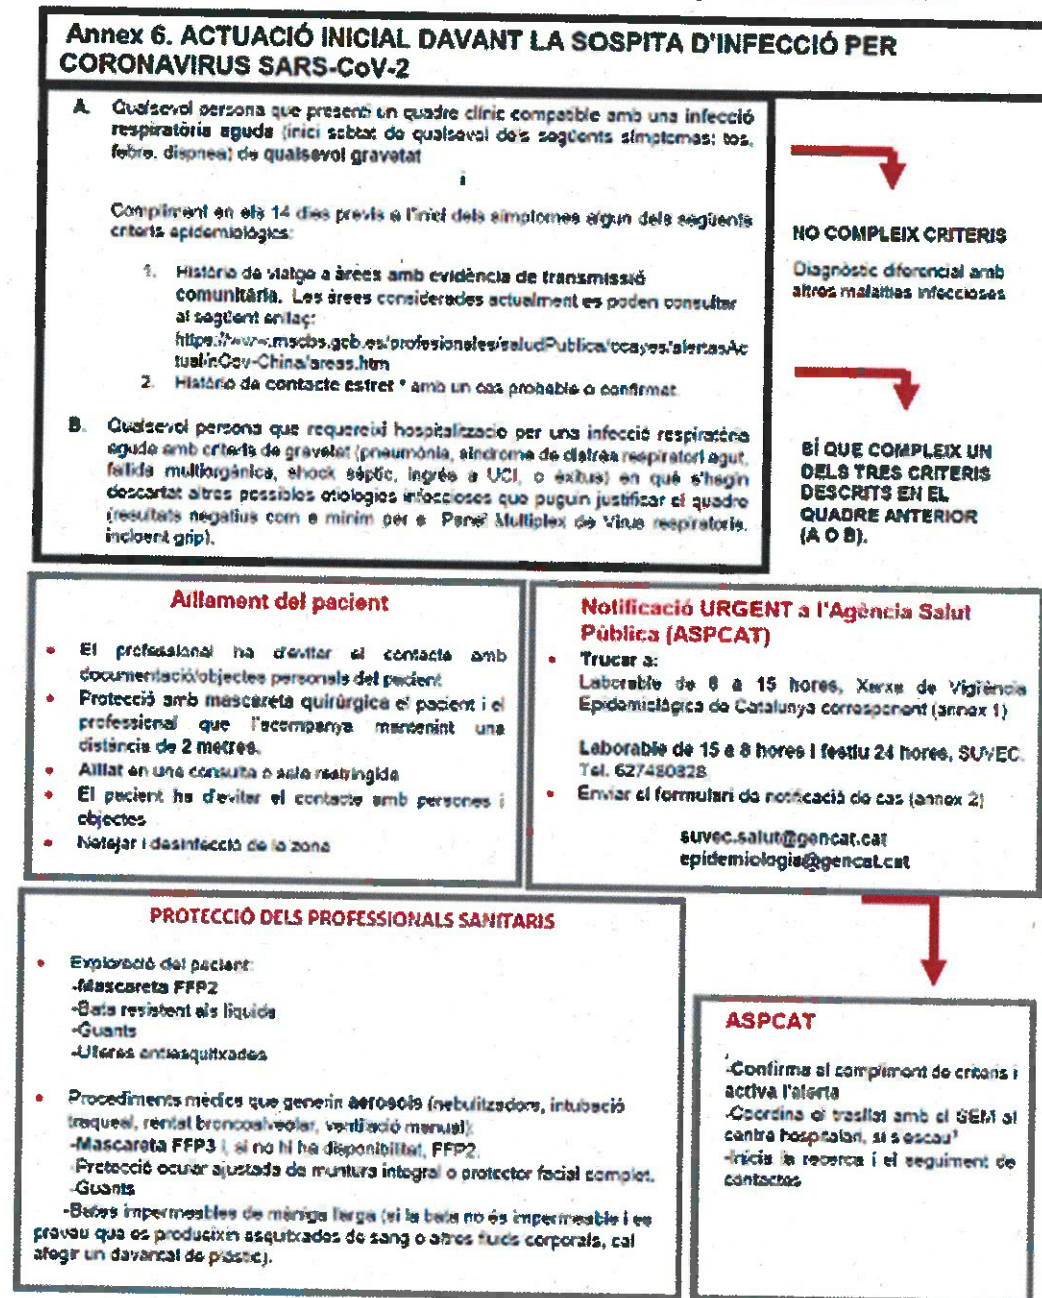 Annex 6. ACTUACIÓ INICIAL DAVANT LA SOSPITA D'INFECCIÓ PER
CORONAVIRUS SARS-CoV-2
A. Qualsevol persona que presenti un quadre clínic compatible amb una infecció
respiratòria aguda (inici sobtat de qualsevol dels següents símptomes: tos,
febre, dispnea) de qualsevol gravetat
i
Compliment en els 14 dies previs a l'inici dels símptomes algun dels següents
criteris epidemiològics:
1. Història de viatge a àrees amb evidència de transmissió
comunitària. Les àrees considerades actualment es poden consultar
al següent enllaç:
https://www.mscbs.gob.es/profesionales/saludPublica/ccayes/alertasAc
tual/nCov-China/areas.htm
2. Història de contacte estret * amb un cas probable o confirmat.
B. Qualsevol persona que requereixi hospitalització per una infecció respiratòria
aguda amb criteris de gravetat (pneumònia, síndrome de distrés respiratori agut,
fallida multiorgànica, shock sèptic, ingrés a UCI, o èxitus) en què s'hagin
descartat altres possibles etiologies infeccioses que puguin justificar el quadre
(resultats negatius com a mínim per a Panel Multiplex de Virus respiratoris,
incloent grip).
NO COMPLEIX CRITERIS
Diagnòstic diferencial amb
altres malalties infeccioses
SÍ QUE COMPLEIX UN
DELS TRES CRITERIS
DESCRITS EN EL
QUADRE ANTERIOR
(A O B).
Aïllament del pacient
• El professional ha d'evitar el contacte amb
documentació/objectes personals del pacient
• Protecció amb mascareta quirúrgica el pacient i el
professional que l'acompanya mantenint una
distància de 2 metres.
• Aïllat en una consulta o sala restringida
• El pacient ha d'evitar el contacte amb persones i
objectes
• Netejar i desinfecció de la zona
Notificació URGENT a l'Agència Salut
Pública (ASPCAT)
• Trucar a:
Laborable de 8 a 15 hores, Xarxa de Vigilència
Epidemiològica de Catalunya corresponent (annex 1)
Laborable de 15 a 8 hores i festiu 24 hores, SUVEC.
Tel. 627480828
• Enviar el formulari de notificació de cas (annex 2)
suvec.salut@gencat.cat
epidemiologia@gencat.cat
PROTECCIÓ DELS PROFESSIONALS SANITARIS
• Exploració del pacient:
-Mascareta FFP2
-Bata resistent als líquids
-Guants
-Ulleres antiesquitxades
• Procediments mèdics que generin aerosols (nebulitzadors, intubació
traqueal, rentat broncoalveolar, ventilació manual):
-Mascareta FFP3 i, si no hi ha disponibilitat, FFP2.
-Protecció ocular ajustada de muntura integral o protector facial complet.
-Guants
-Bates impermeables de màniga llarga (si la bata no és impermeable i es
preveu que es produeixin esquitxades de sang o altres fluids corporals, cal
afegir un davantal de plàstic).
ASPCAT
-Confirma el compliment de criteris i
activa l'alerta
-Coordina el trasllat amb el SEM al
centre hospitalari, si s'escau¹
-Inicia la recerca i el seguiment de
contactes